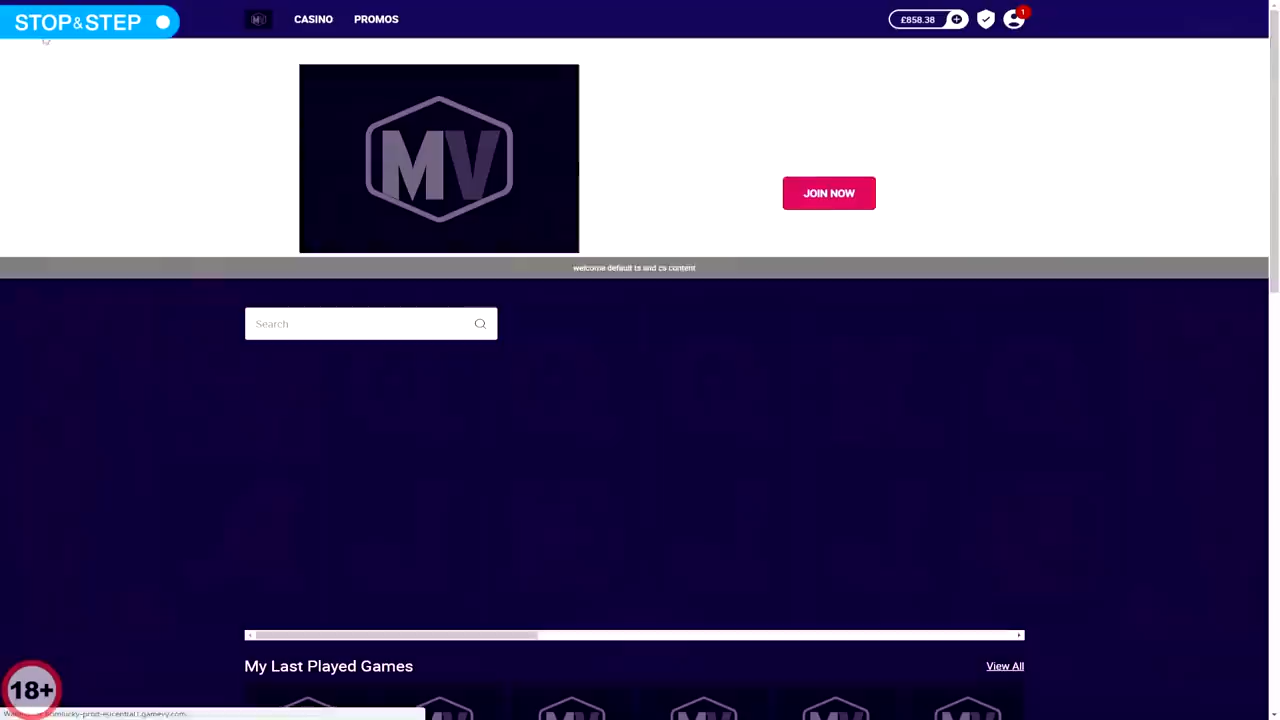 STOP&STEP
CASINO
PROMOS
£858.38
1
MV
JOIN NOW
welcome default ts and cs content
Search
My Last Played Games
View All
18+